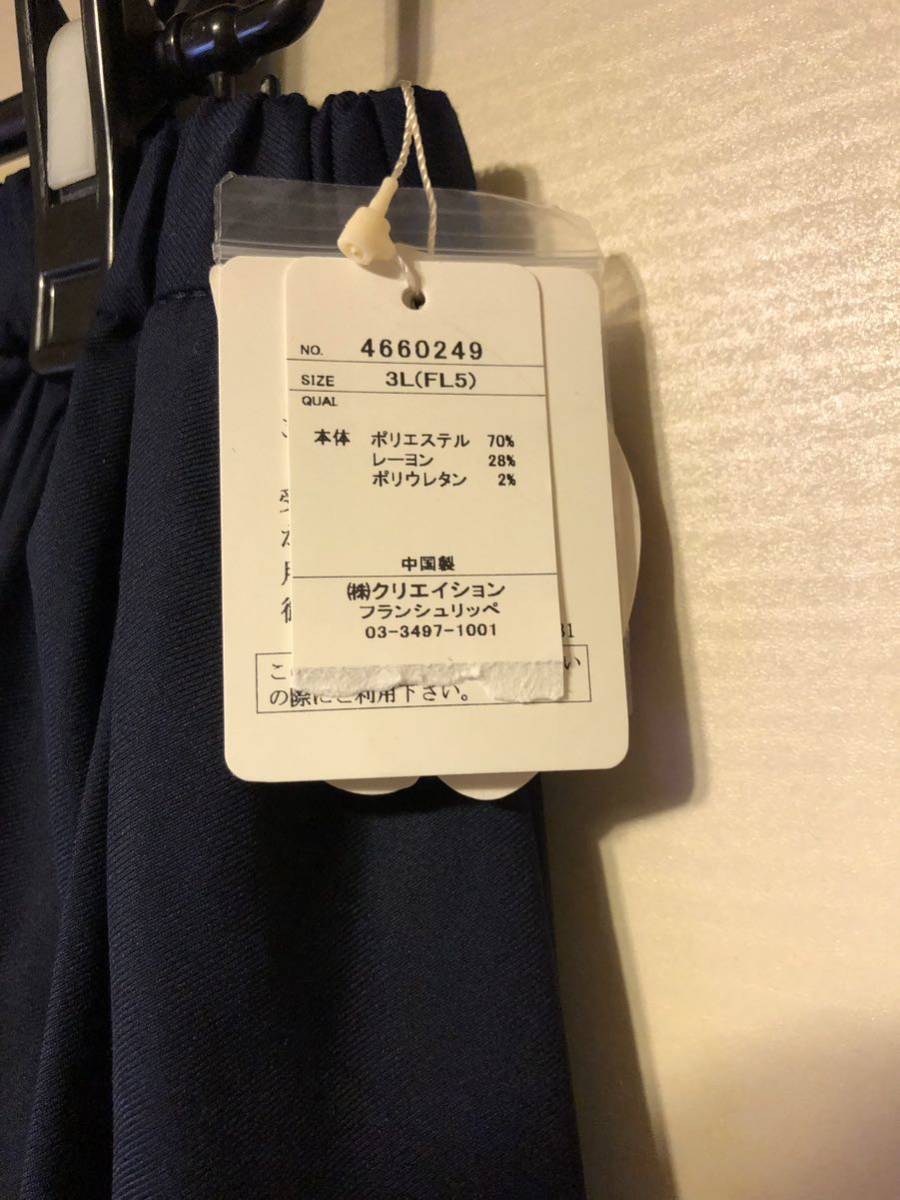 NO. 4660249
SIZE 3L(FL5)
QUAL
本体 ポリエステル 70%
レーヨン 28%
ポリウレタン 2%
中国製
㈱クリエイション
フランシュリッペ
03-3497-1001
31
こ い
の際にご利用下さい。